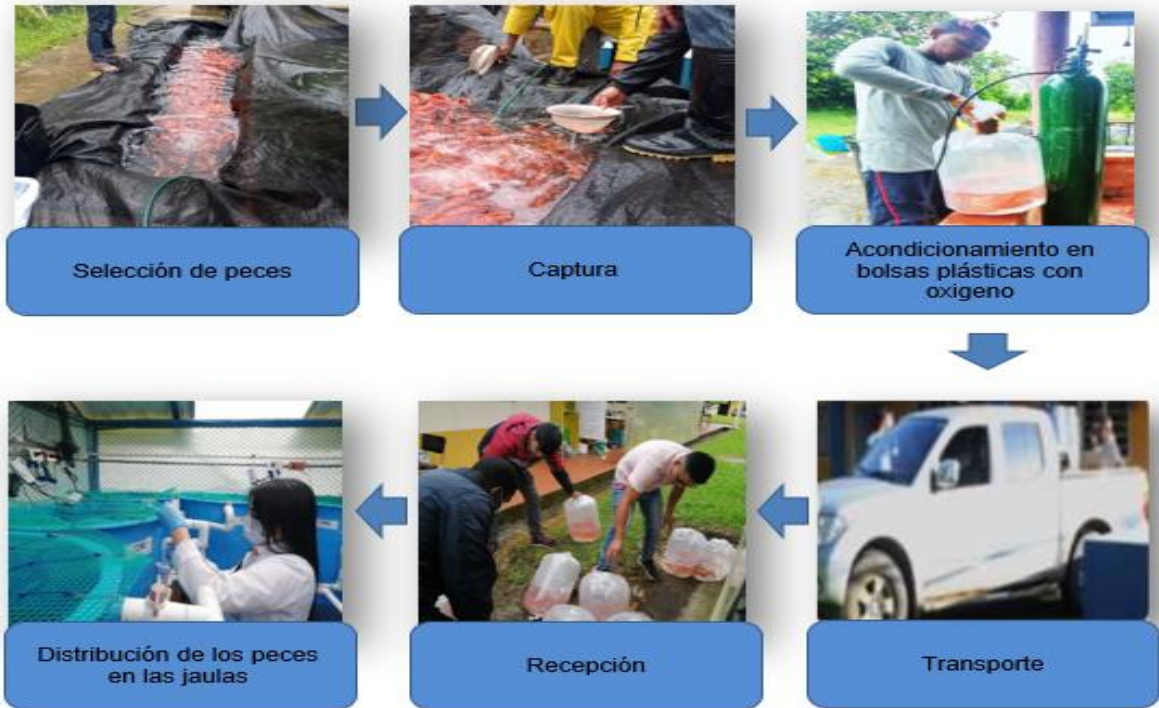 Selección de peces
Captura
Acondicionamiento en
bolsas plásticas con
oxigeno
Transporte
Recepción
Distribución de los peces
en las jaulas